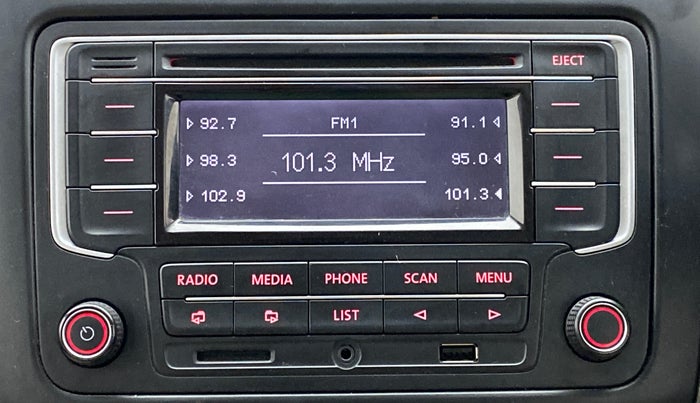 EJECT
92.7 FM1 91.1
98.3 101.3 MHz 95.0
102.9 101.3
RADIO MEDIA PHONE SCAN MENU
LIST